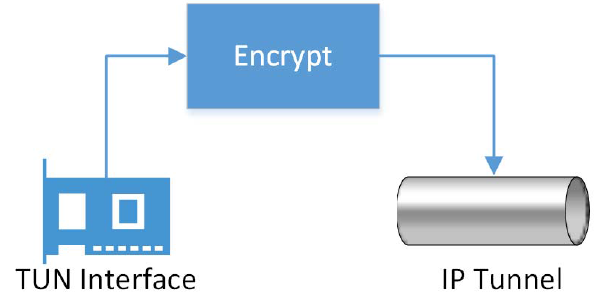 Encrypt
TUN Interface
IP Tunnel